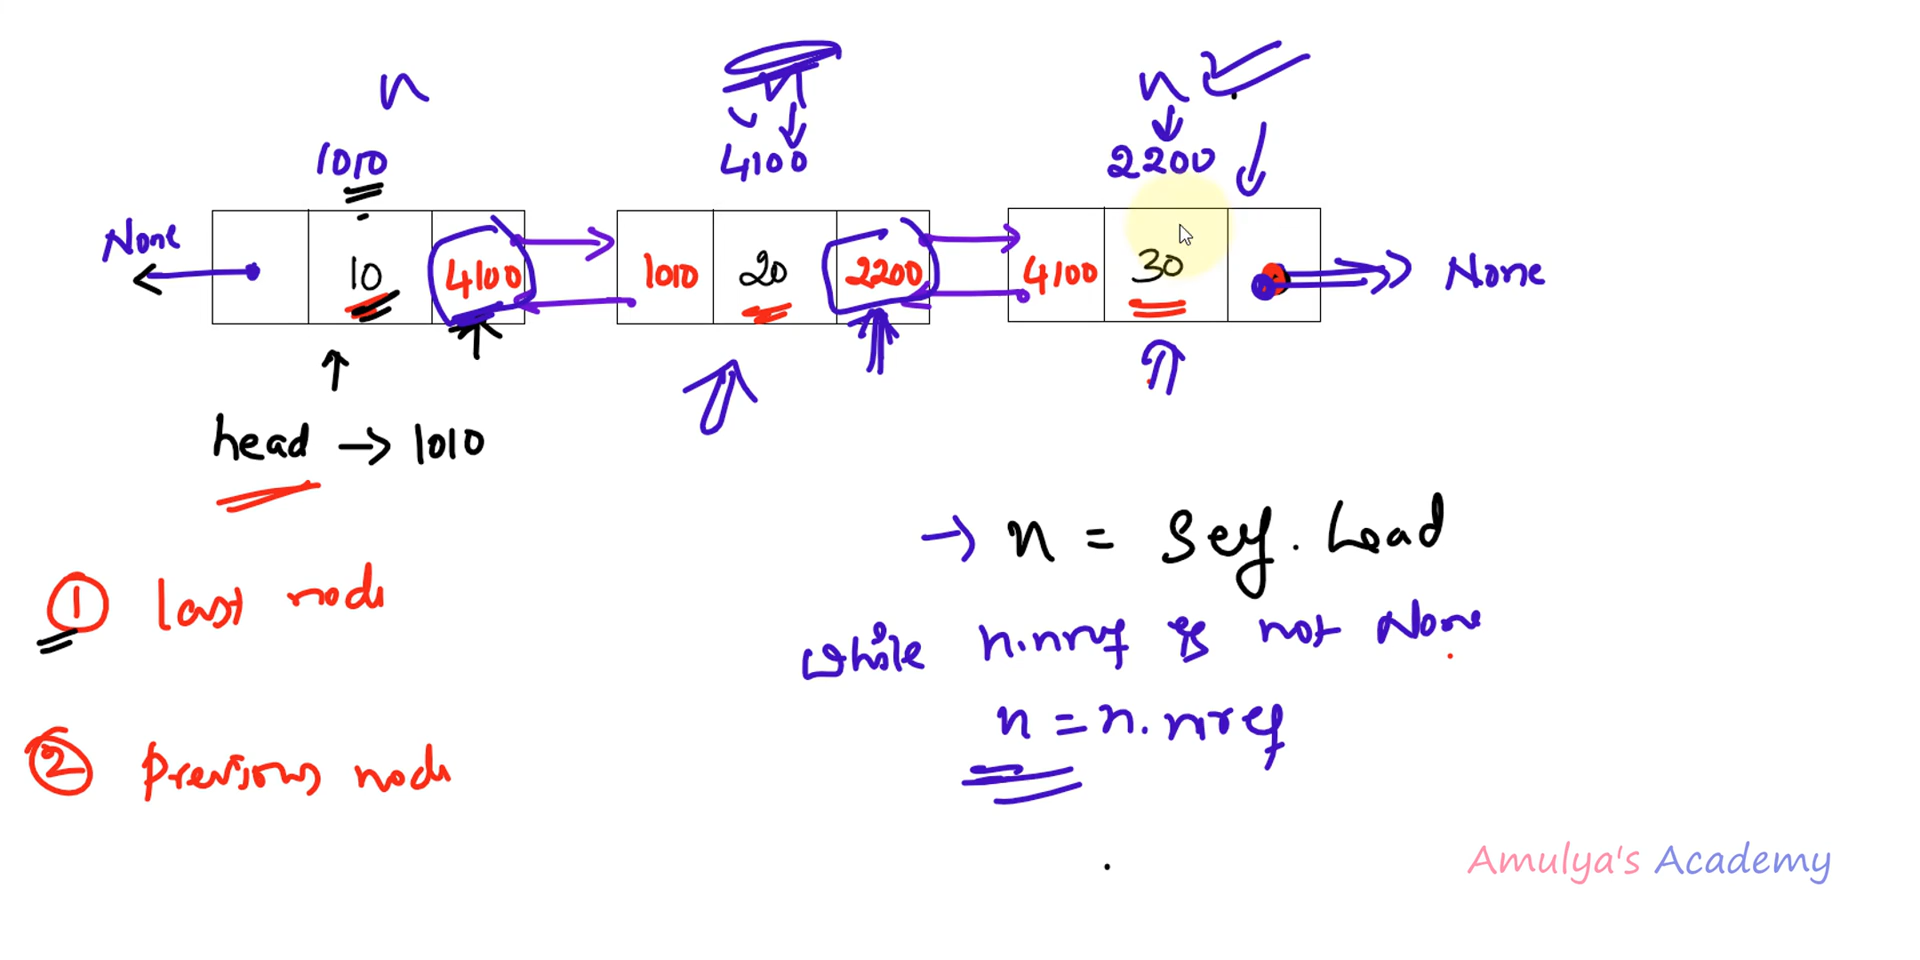 n n n
1010 4100 2200
None 10 4100 1010 20 2200 4100 30 None
head → 1010
→ n = self.head
① last node
while n.nref is not None
n = n.nref
② Previous node
Amulya's Academy